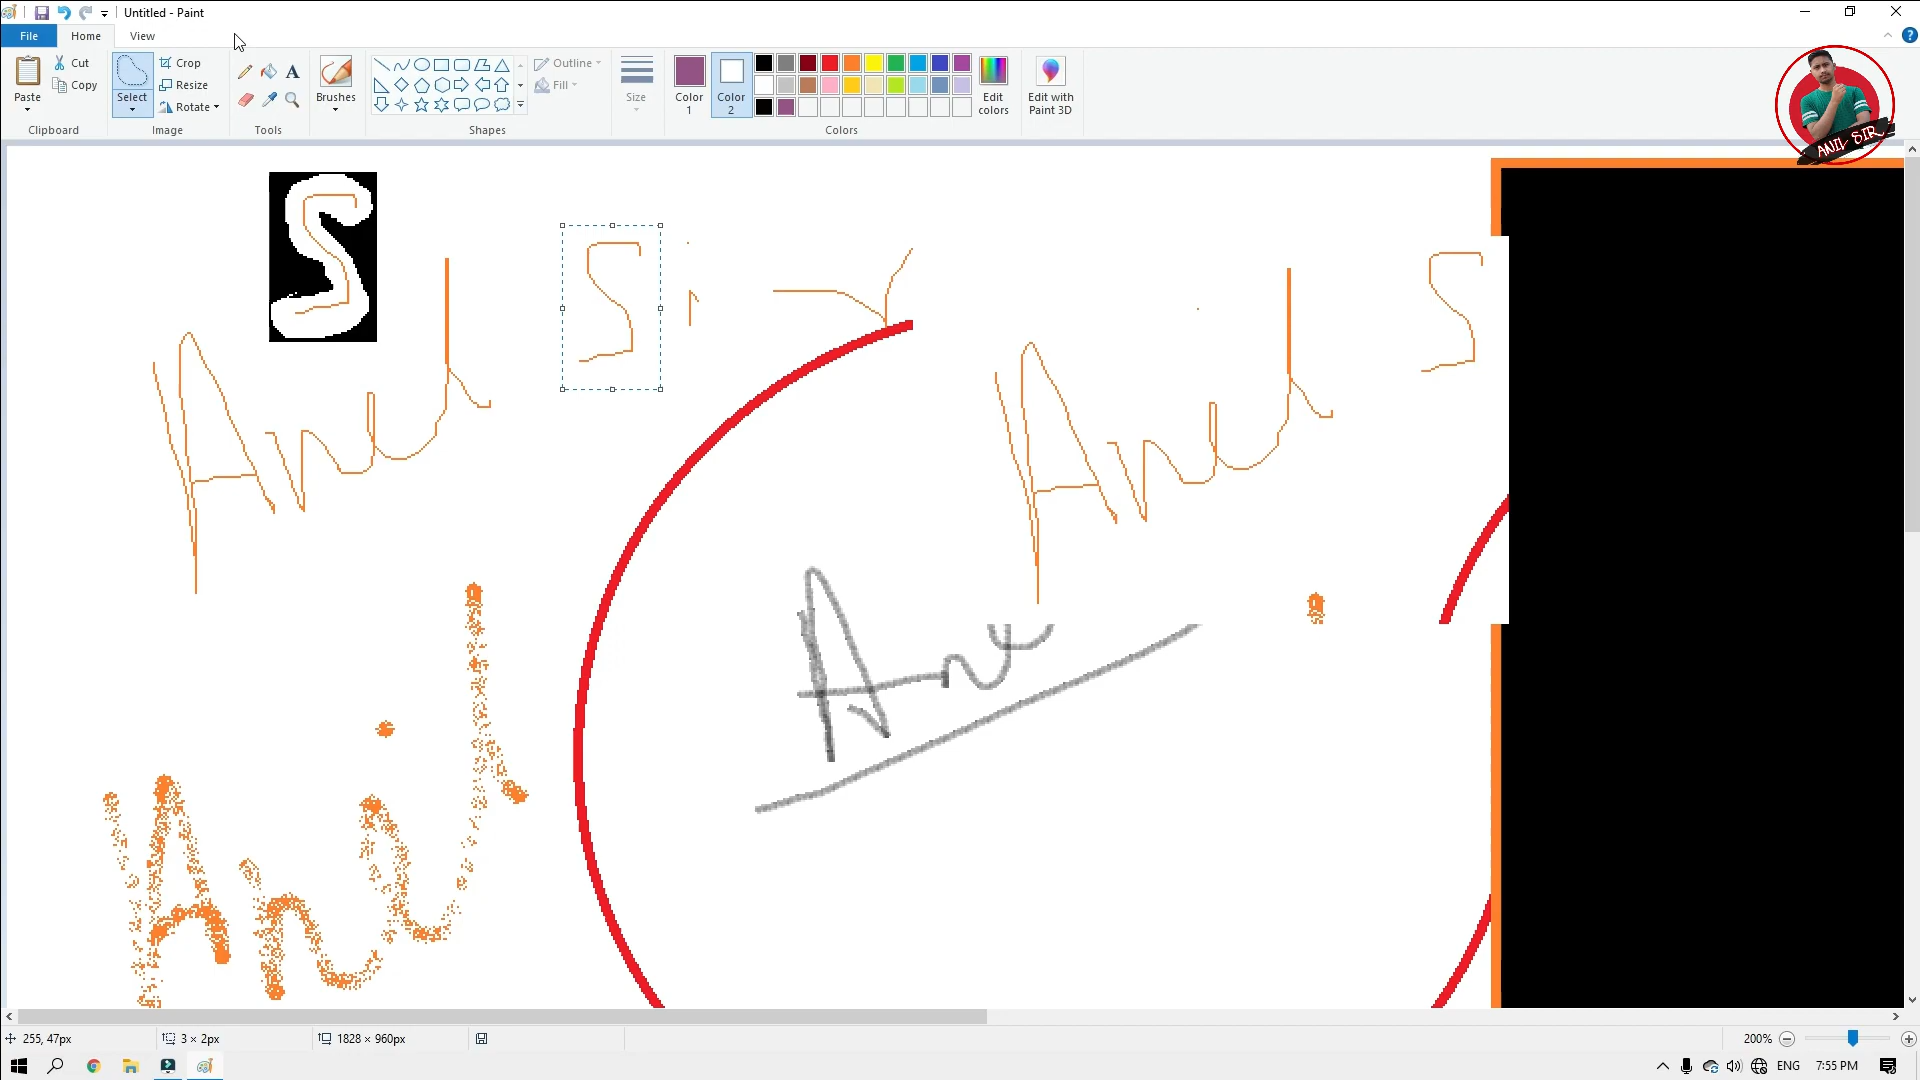 Untitled - Paint
File Home View
Paste
Cut
Copy
Clipboard
Select
Crop
Resize
Rotate
Image
A
Tools
Brushes
Shapes
Outline
Fill
Size
Color 1
Color 2
Edit colors
Colors
Edit with Paint 3D
ANIL SIR
S
Anil S
Anil S
Anil
Anil
255, 47px
3 × 2px
1828 × 960px
200%
ENG
7:55 PM